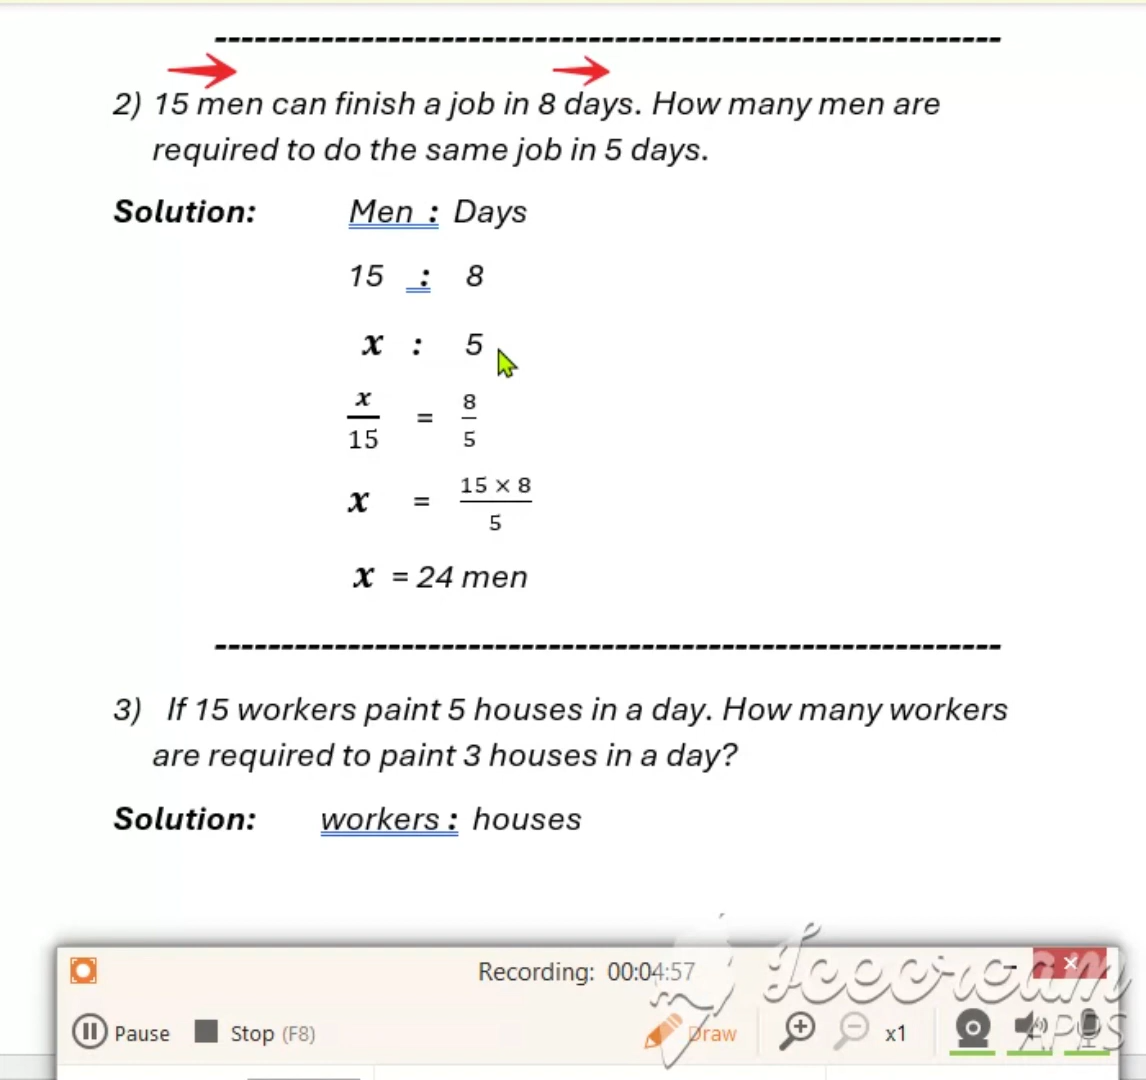 --------------------------------------------------------------
2) 15 men can finish a job in 8 days. How many men are
required to do the same job in 5 days.
Solution: Men : Days
15 : 8
x : 5
x/15 = 8/5
x = (15 × 8)/5
x = 24 men
--------------------------------------------------------------
3) If 15 workers paint 5 houses in a day. How many workers
are required to paint 3 houses in a day?
Solution: workers : houses
Recording: 00:04:57
Pause Stop (F8) Draw x1
Icecream
APPS